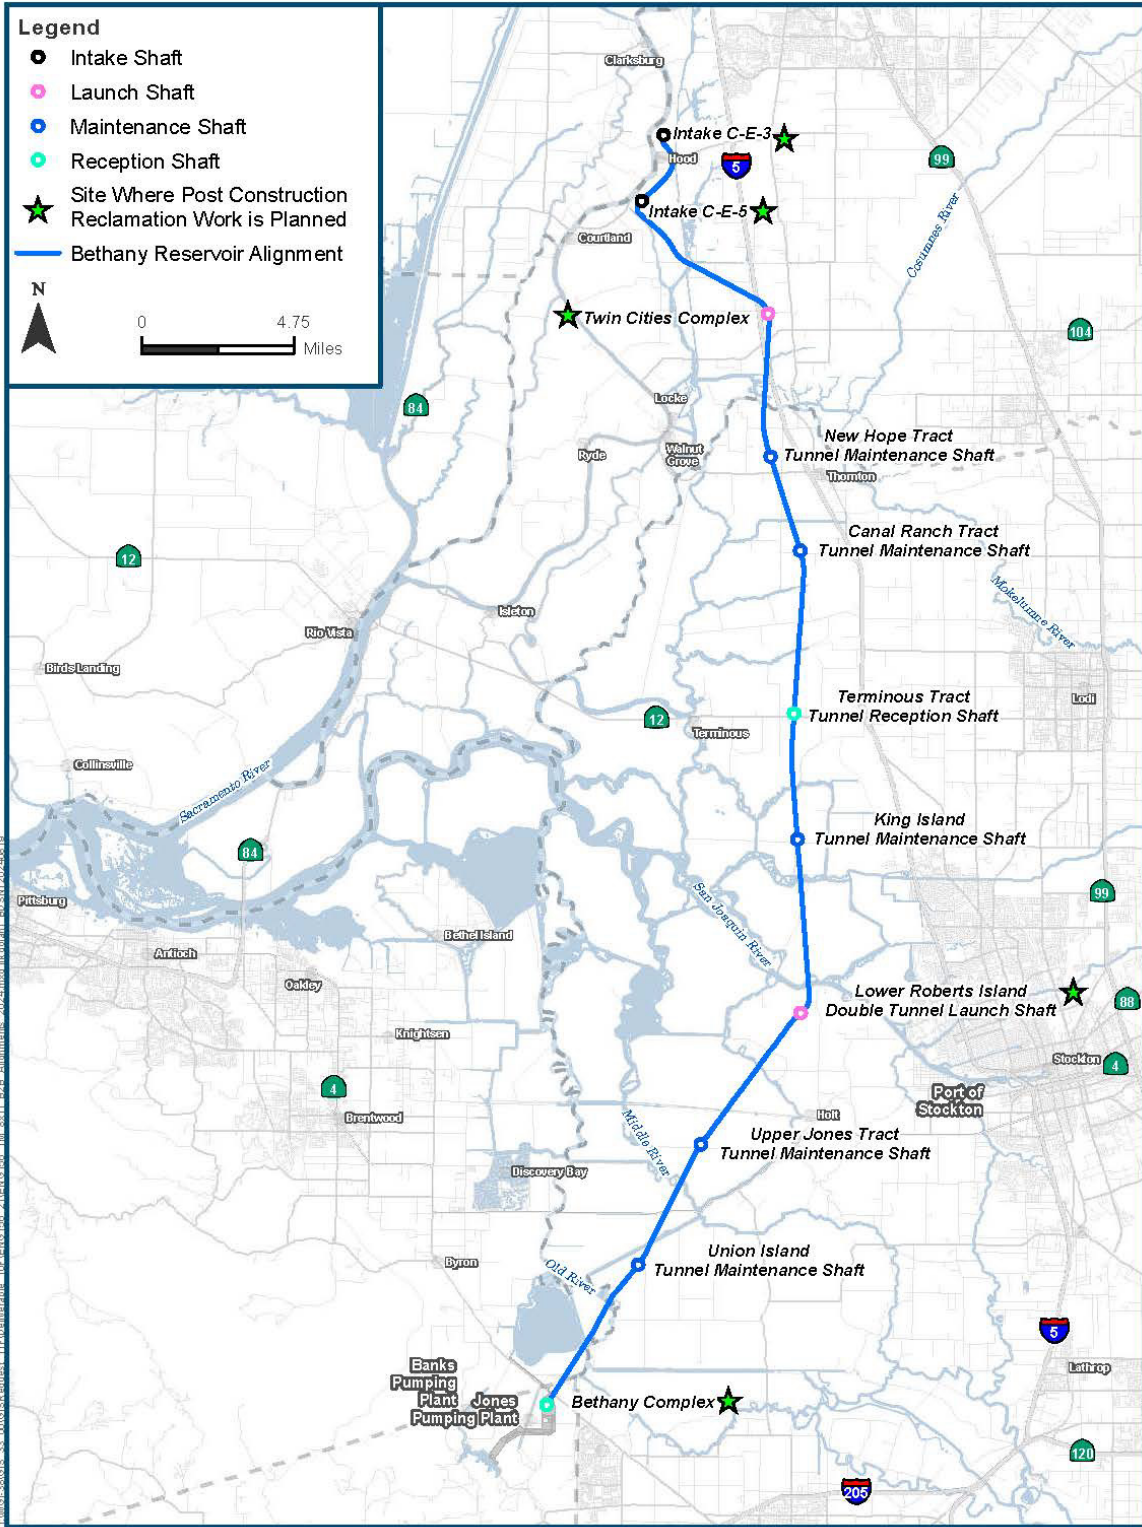 Legend
Intake Shaft
Launch Shaft
Maintenance Shaft
Reception Shaft
Site Where Post Construction
Reclamation Work is Planned
Bethany Reservoir Alignment
N
0 4.75
Miles
Clarksburg
Intake C-E-3
Hood
5
99
Intake C-E-5
Courtland
Cosumnes River
Twin Cities Complex
104
84
Locke
Ryde
Walnut
Grove
New Hope Tract
Tunnel Maintenance Shaft
Thornton
12
Canal Ranch Tract
Tunnel Maintenance Shaft
Mokelumne River
Isleton
Rio Vista
Birds Landing
Lodi
Terminous Tract
Tunnel Reception Shaft
12
Terminous
Collinsville
Sacramento River
King Island
Tunnel Maintenance Shaft
84
San Joaquin River
99
Pittsburg
Antioch
Bethel Island
Oakley
Lower Roberts Island
Double Tunnel Launch Shaft
88
Knightsen
Stockton
4
Port of
Stockton
4
Brentwood
Holt
Middle River
Upper Jones Tract
Tunnel Maintenance Shaft
Discovery Bay
Union Island
Tunnel Maintenance Shaft
Byron
Old River
5
Lathrop
Banks
Pumping
Plant
Jones
Pumping Plant
Bethany Complex
120
205